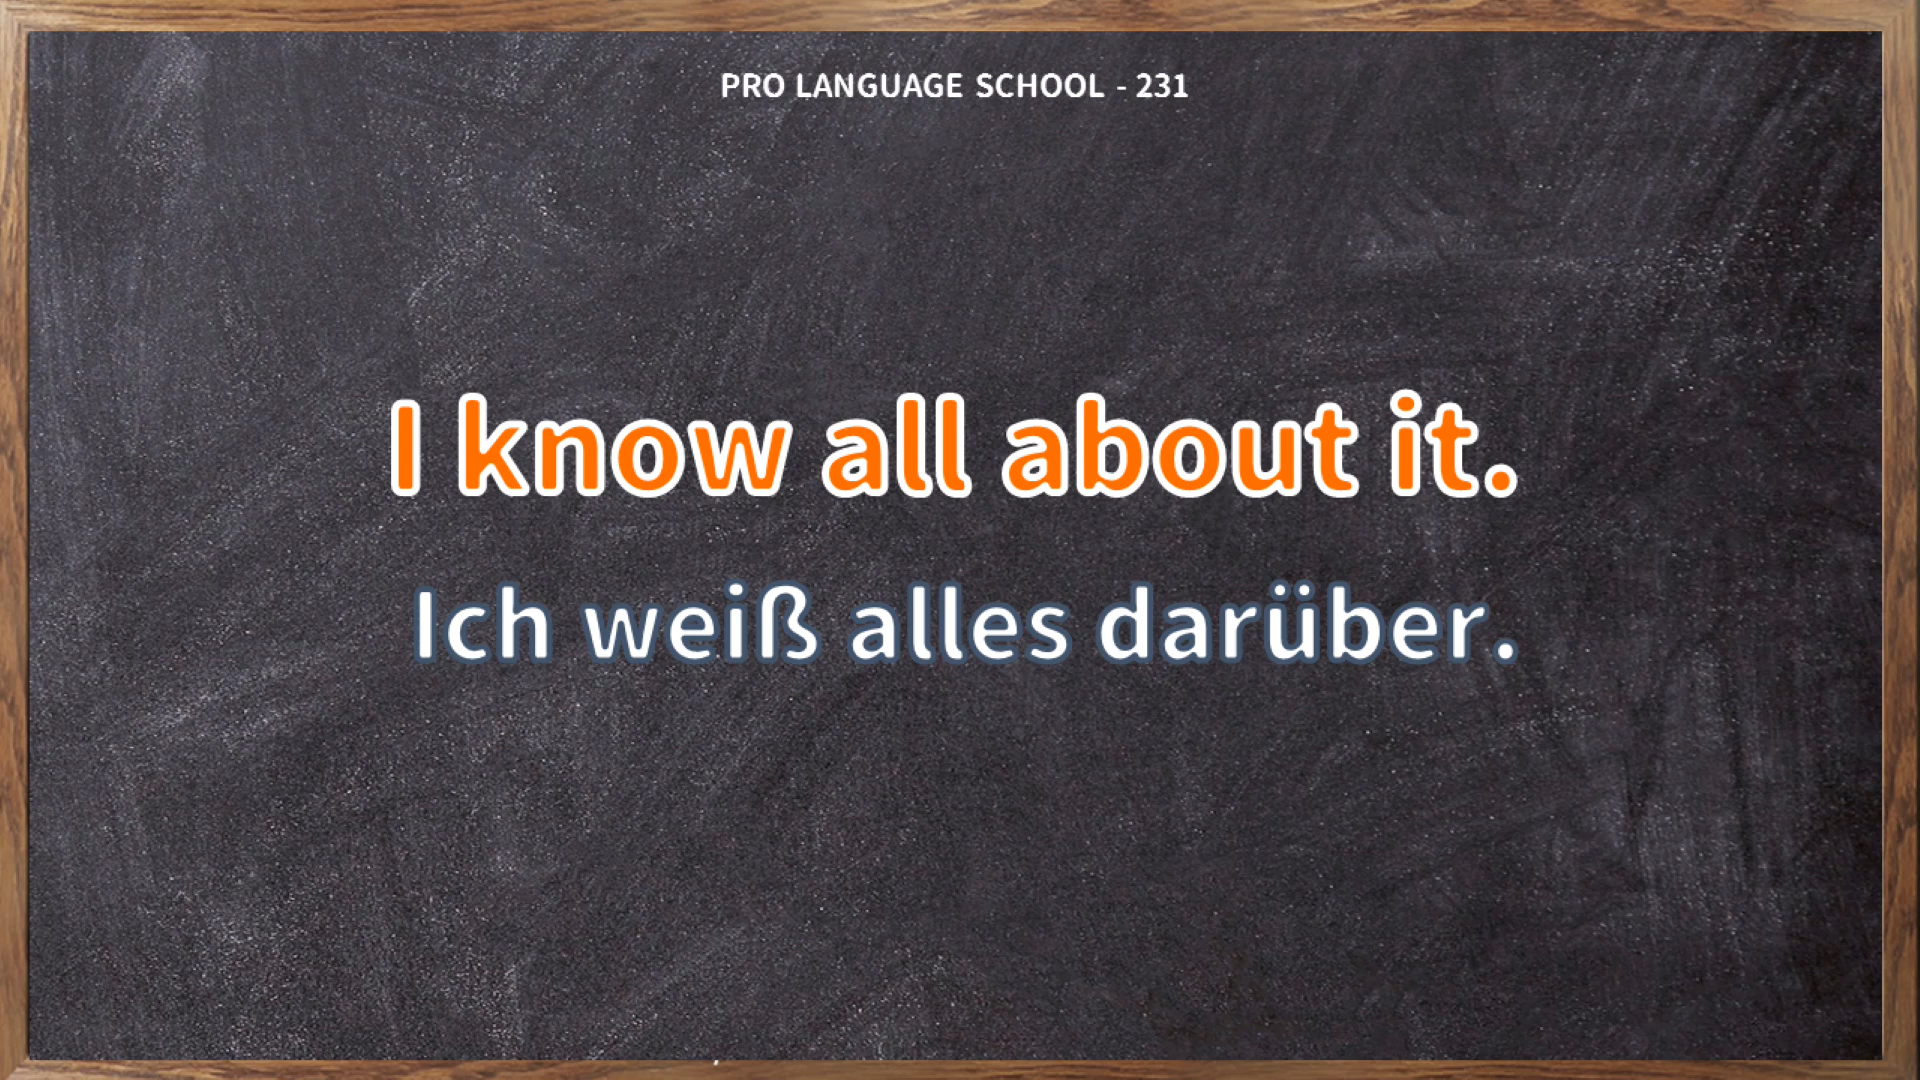 PRO LANGUAGE SCHOOL - 231
I know all about it.
Ich weiß alles darüber.